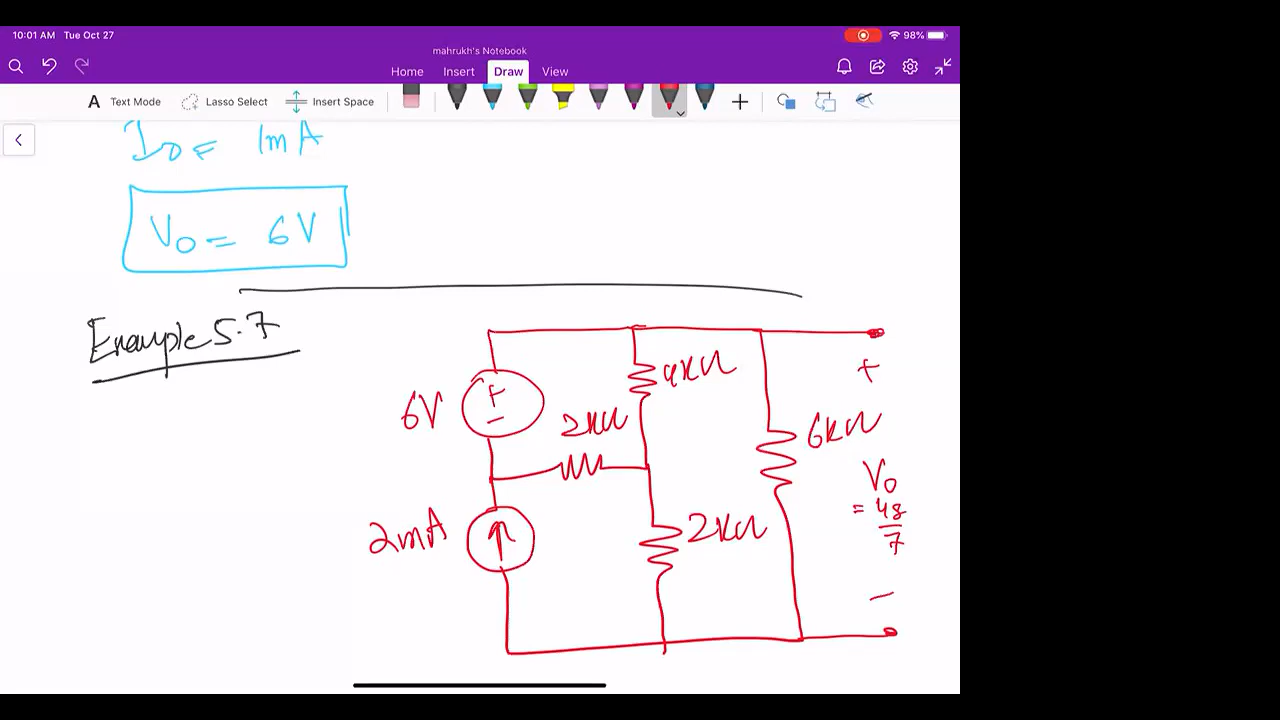 10:01 AM Tue Oct 27
98%
mahrukh's Notebook
Home Insert Draw View
A Text Mode Lasso Select Insert Space
I0 = 1mA
V0 = 6V
Example 5.7
4KΩ
6V
2KΩ
6KΩ
2mA
2KΩ
+
V0
= 48/7
-